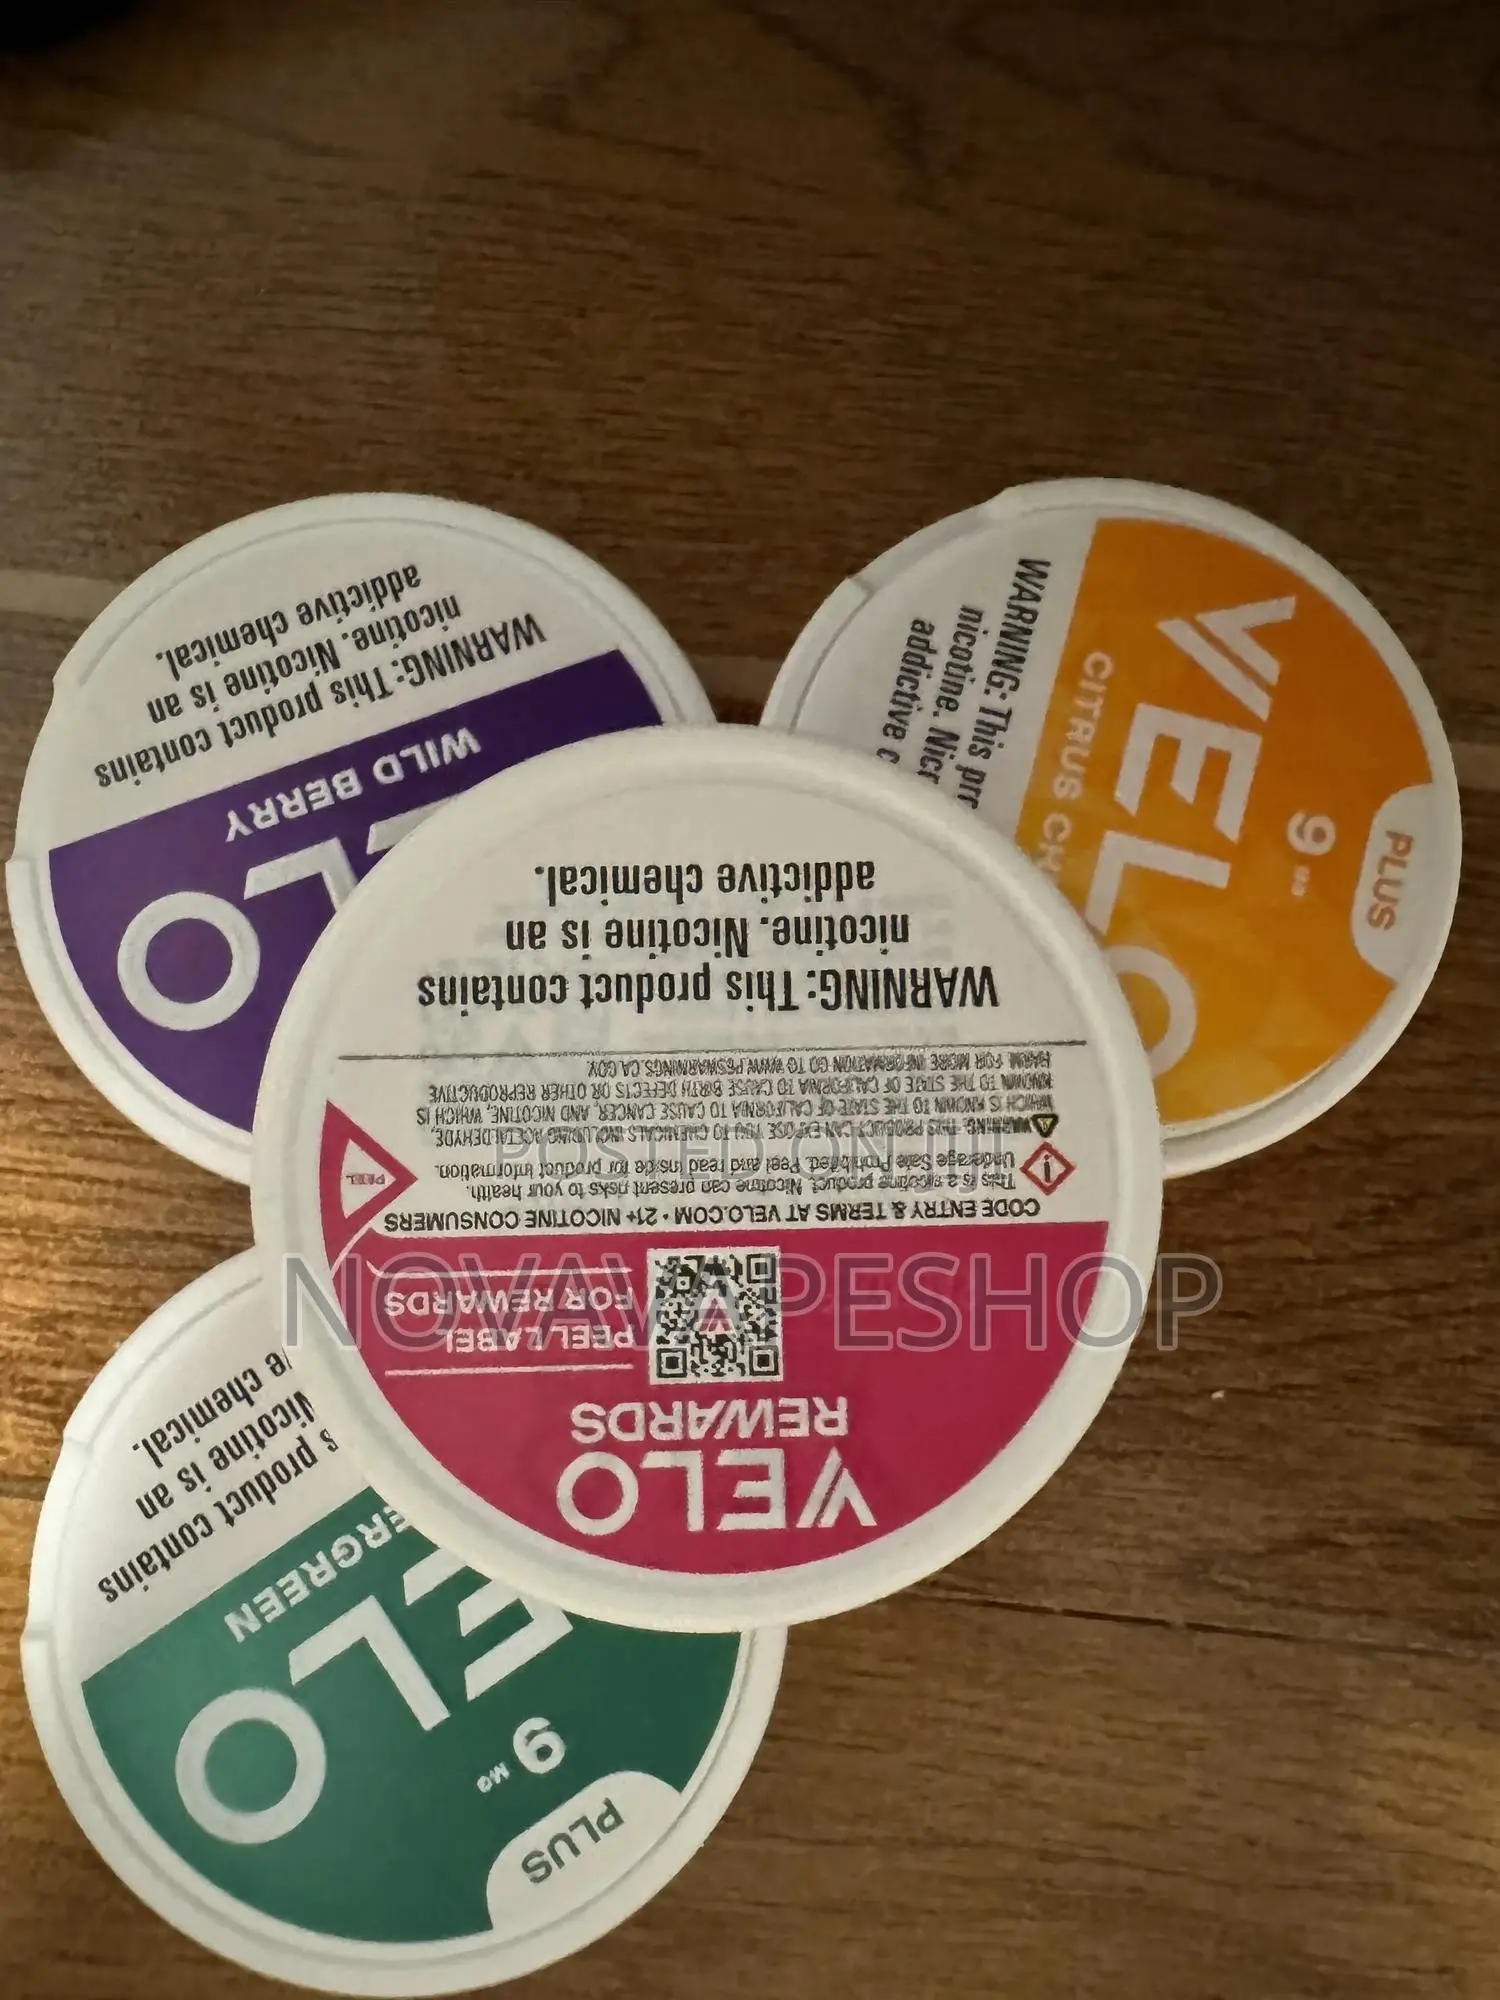 WARNING: This product contains
nicotine. Nicotine is an
addictive chemical.
WILD BERRY
ELO
WARNING: This pr
nicotine. Nic
addictive c
CITRUS CH
VELO
9 MG
PLUS
VELO
REWARDS
PEEL LABEL
FOR REWARDS
CODE ENTRY & TERMS AT VELO.COM • 21+ NICOTINE CONSUMERS
This is a nicotine product. Nicotine can present risks to your health.
Underage Sale Prohibited. Peel and read inside for product information.
PEEL
WARNING: THIS PRODUCT CAN EXPOSE YOU TO CHEMICALS INCLUDING ACETALDEHYDE,
WHICH IS KNOWN TO THE STATE OF CALIFORNIA TO CAUSE CANCER, AND NICOTINE, WHICH IS
KNOWN TO THE STATE OF CALIFORNIA TO CAUSE BIRTH DEFECTS OR OTHER REPRODUCTIVE
HARM. FOR MORE INFORMATION GO TO WWW.P65WARNINGS.CA.GOV.
WARNING: This product contains
nicotine. Nicotine is an
addictive chemical.
s product contains
Nicotine is an
ve chemical.
ERGREEN
ELO
9 MG
PLUS
POSTED ON JIJI
NOVAVAPESHOP